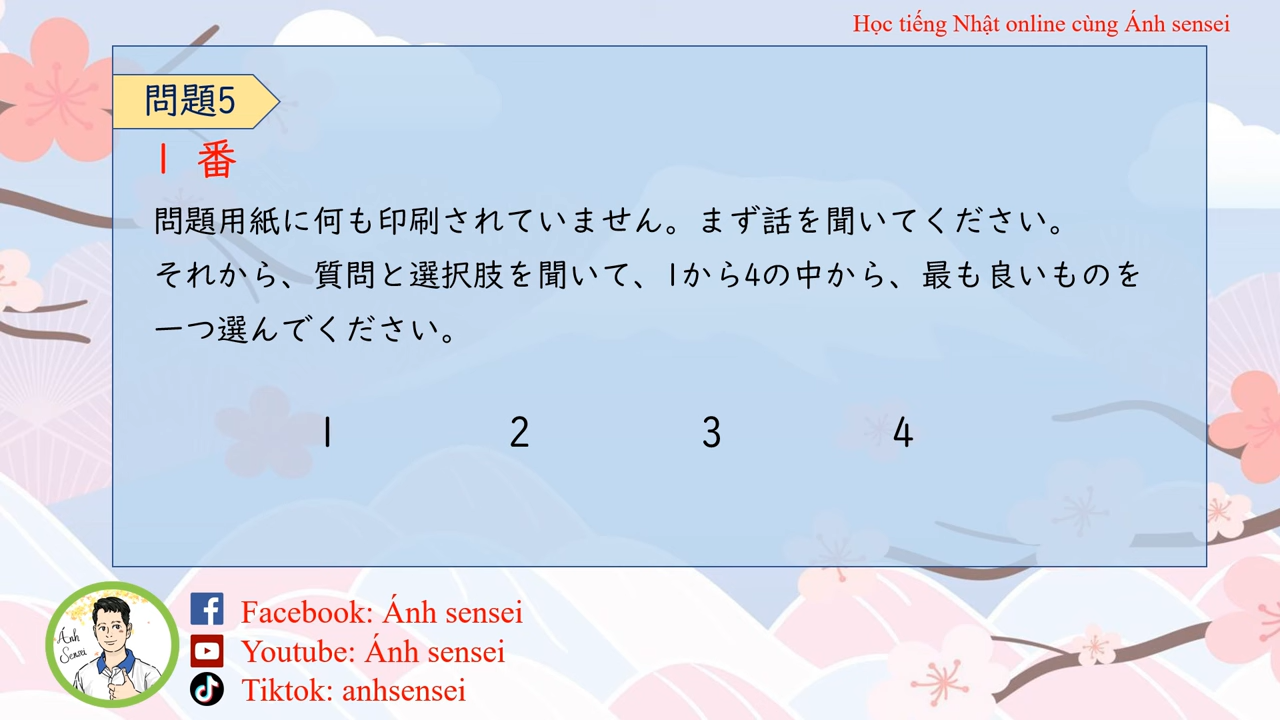 Học tiếng Nhật online cùng Ánh sensei
問題5
1 番
問題用紙に何も印刷されていません。まず話を聞いてください。
それから、質問と選択肢を聞いて、1から4の中から、最も良いものを
一つ選んでください。
1 2 3 4
Ánh
Sensei
Facebook: Ánh sensei
Youtube: Ánh sensei
Tiktok: anhsensei